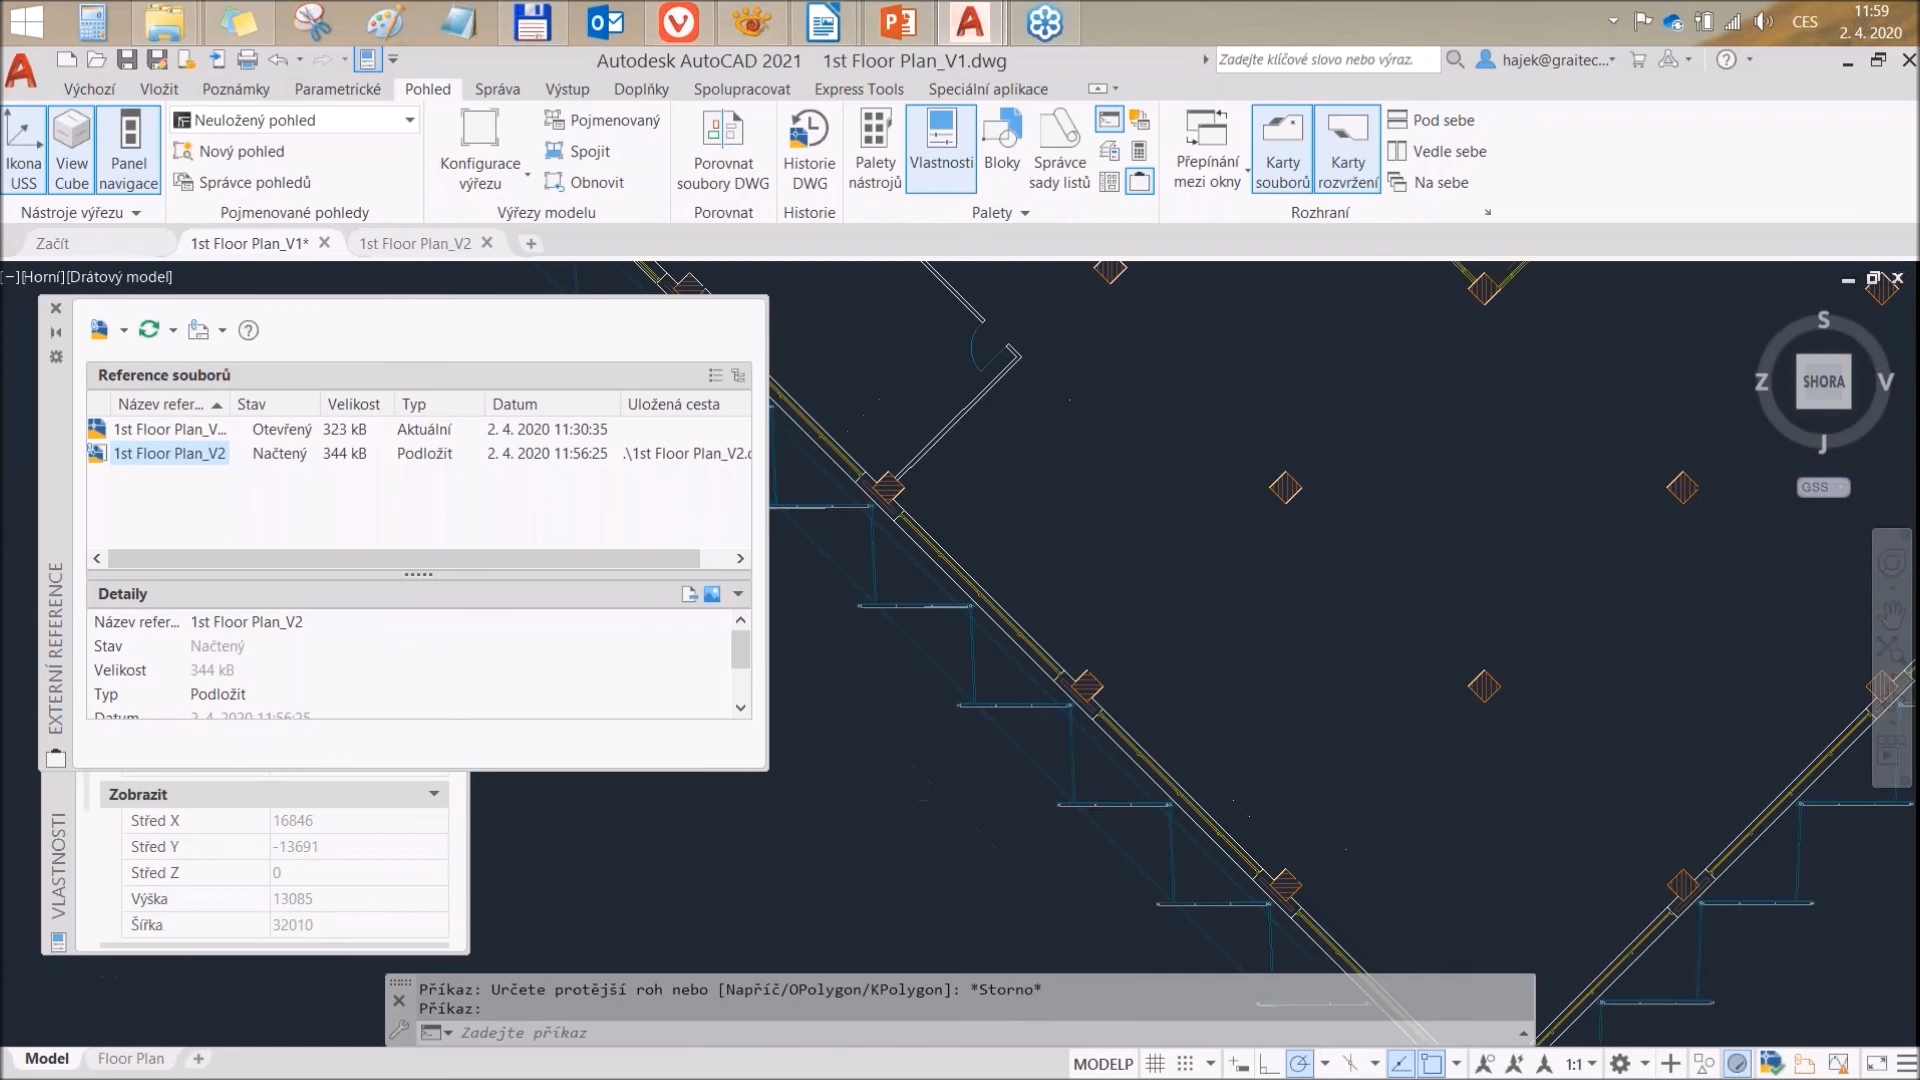 CES
11:59
2. 4. 2020
Autodesk AutoCAD 2021 1st Floor Plan_V1.dwg
Zadejte klíčové slovo nebo výraz.
hajek@graitec...
Výchozí Vložit Poznámky Parametrické Pohled Správa Výstup Doplňky Spolupracovat Express Tools Speciální aplikace
Ikona USS
View Cube
Panel navigace
Nástroje výřezu
Neuložený pohled
Nový pohled
Správce pohledů
Pojmenované pohledy
Konfigurace výřezu
Pojmenovaný
Spojit
Obnovit
Výřezy modelu
Porovnat soubory DWG
Porovnat
Historie DWG
Historie
Palety nástrojů
Vlastnosti
Bloky
Správce sady listů
Palety
Přepínání mezi okny
Karty souborů
Karty rozvržení
Pod sebe
Vedle sebe
Na sebe
Rozhraní
Začít
1st Floor Plan_V1*
1st Floor Plan_V2
[−][Horní][Drátový model]
S
Z SHORA V
J
GSS
EXTERNÍ REFERENCE
Reference souborů
Název refer... Stav Velikost Typ Datum Uložená cesta
1st Floor Plan_V... Otevřený 323 kB Aktuální 2. 4. 2020 11:30:35
1st Floor Plan_V2 Načtený 344 kB Podložit 2. 4. 2020 11:56:25 .\1st Floor Plan_V2.c
Detaily
Název refer... 1st Floor Plan_V2
Stav Načtený
Velikost 344 kB
Typ Podložit
Datum 2. 4. 2020 11:56:25
VLASTNOSTI
Zobrazit
Střed X 16846
Střed Y -13691
Střed Z 0
Výška 13085
Šířka 32010
Příkaz: Určete protější roh nebo [Napříč/OPolygon/KPolygon]: *Storno*
Příkaz:
Zadejte příkaz
Model Floor Plan
MODELP
1:1